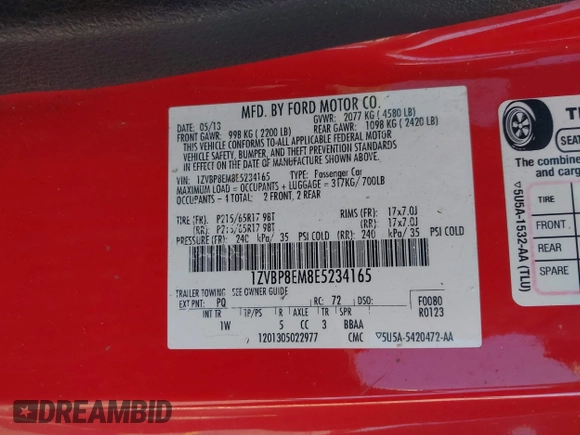 MFD. BY FORD MOTOR CO.
DATE: 05/13 GVWR: 2077 KG ( 4580 LB)
FRONT GAWR: 998 KG ( 2200 LB) REAR GAWR: 1098 KG ( 2420 LB)
THIS VEHICLE CONFORMS TO ALL APPLICABLE FEDERAL MOTOR
VEHICLE SAFETY, BUMPER, AND THEFT PREVENTION STANDARDS
IN EFFECT ON THE DATE OF MANUFACTURE SHOWN ABOVE.
VIN: 1ZVBP8EM8E5234165 TYPE: Passenger Car
MAXIMUM LOAD = OCCUPANTS + LUGGAGE = 317KG/ 700LB
OCCUPANTS - 1 TOTAL: 2 FRONT, 2 REAR
TIRE (FR): P215/65R17 98T RIMS (FR): 17x7.0J
(RR): P215/65R17 98T (RR): 17x7.0J
PRESSURE (FR): 240 kPa/ 35 PSI COLD (RR): 240 kPa/ 35 PSI COLD
1ZVBP8EM8E5234165
TRAILER TOWING - SEE OWNER GUIDE
EXT PNT: PQ RC: 72 DSO: F0080
R0123
INT TR TP/PS R AXLE TR SPR
1W 5 CC 3 BBAA
1201305022977 CMC ▽5U5A-5420472-AA
SEA
The combine
and carg
TIRE
FRONT
REAR
SPARE
▽5U5A-1532-AA (TLU)
DREAMBID